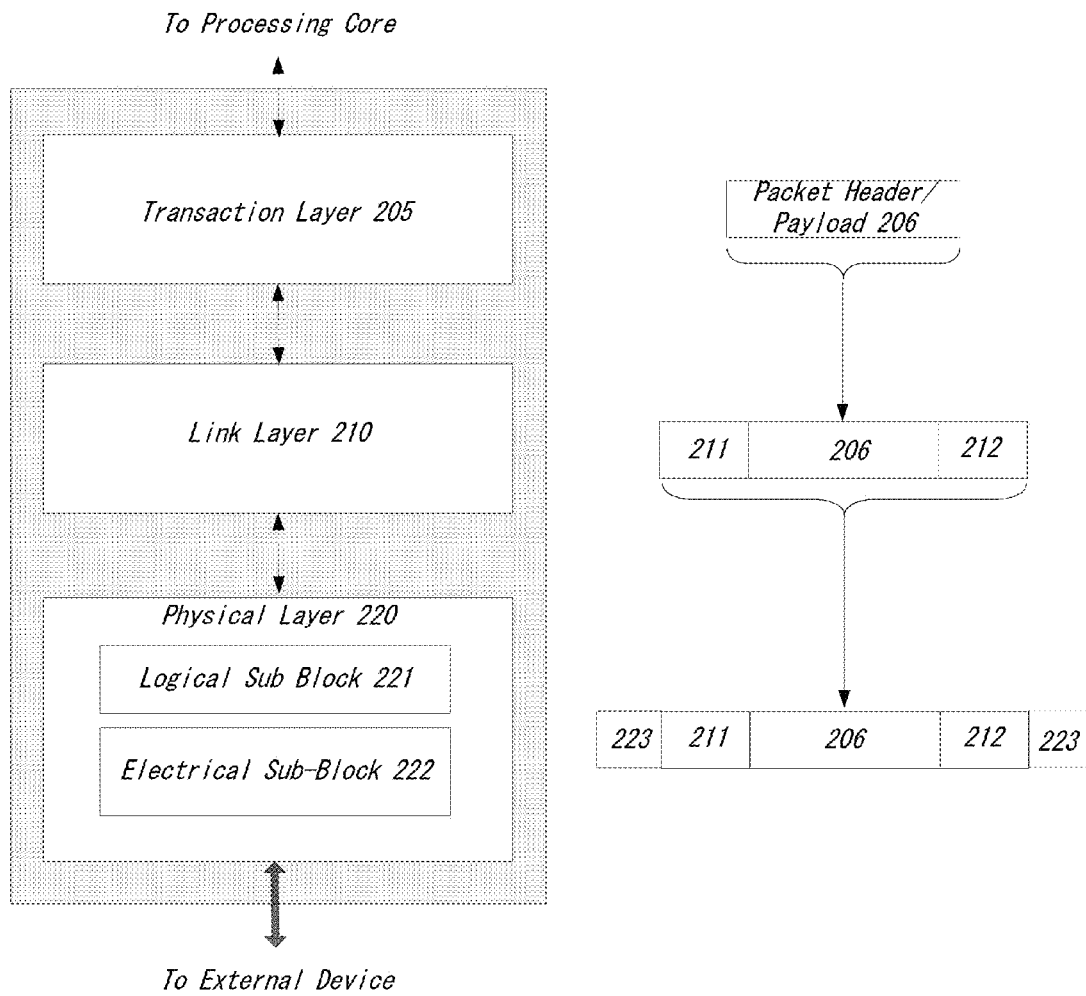 To Processing Core
Transaction Layer 205
Packet Header/
Payload 206
Link Layer 210
211 206 212
Physical Layer 220
Logical Sub Block 221
Electrical Sub-Block 222
223 211 206 212 223
To External Device